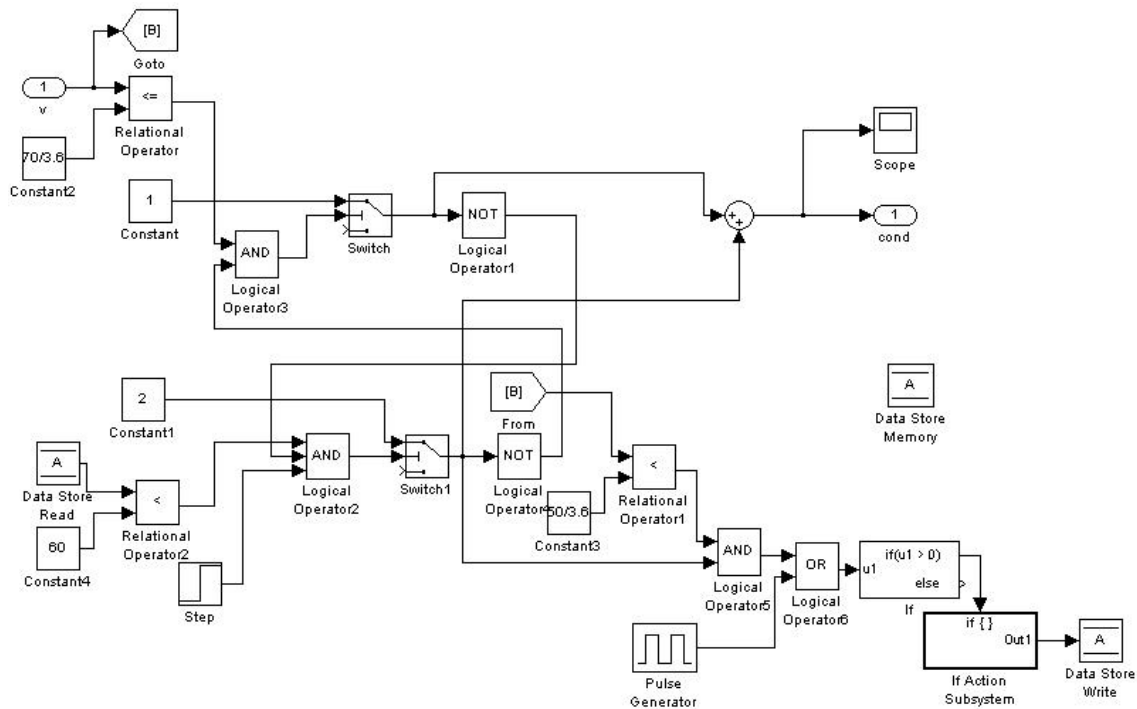 [B]
Goto
1
v
<=
Relational
Operator
70/3.6
Constant2
Scope
1
Constant
Switch
NOT
Logical
Operator1
+
+
1
cond
AND
Logical
Operator3
2
Constant1
[B]
From
A
Data Store
Memory
A
Data Store
Read
<
Relational
Operator2
60
Constant4
AND
Logical
Operator2
Switch1
NOT
Logical
Operator4
<
Relational
Operator1
50/3.6
Constant3
Step
AND
Logical
Operator5
OR
Logical
Operator6
u1
if(u1 > 0)
else
If
if { }
Out1
If Action
Subsystem
A
Data Store
Write
Pulse
Generator